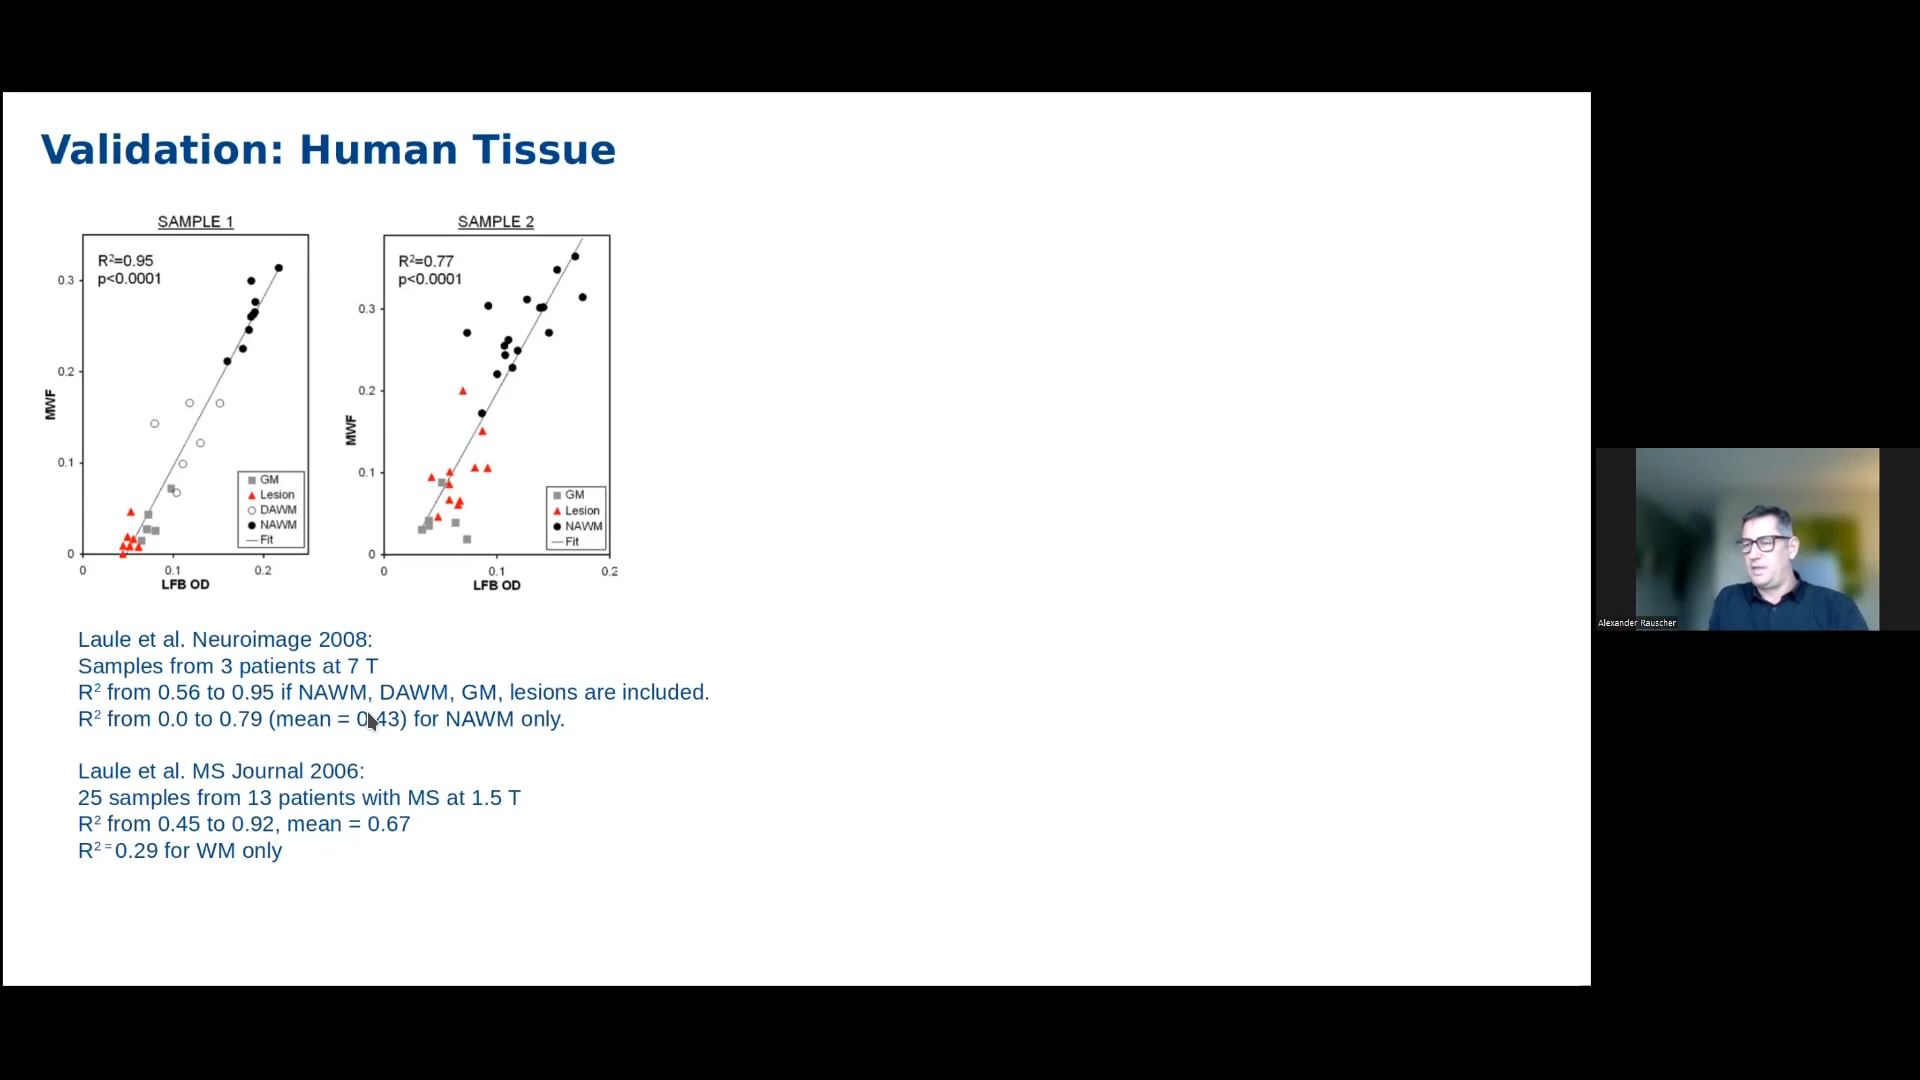 Validation: Human Tissue
SAMPLE 1
R²=0.95
p<0.0001
0.3
0.2
0.1
0
MWF
GM
Lesion
DAWM
NAWM
Fit
0
0.1
0.2
LFB OD
SAMPLE 2
R²=0.77
p<0.0001
0.3
0.2
0.1
0
MWF
GM
Lesion
NAWM
Fit
0
0.1
0.2
LFB OD
Laule et al. Neuroimage 2008:
Samples from 3 patients at 7 T
R² from 0.56 to 0.95 if NAWM, DAWM, GM, lesions are included.
R² from 0.0 to 0.79 (mean = 0.43) for NAWM only.
Laule et al. MS Journal 2006:
25 samples from 13 patients with MS at 1.5 T
R² from 0.45 to 0.92, mean = 0.67
R² ⁼ 0.29 for WM only
Alexander Rauscher